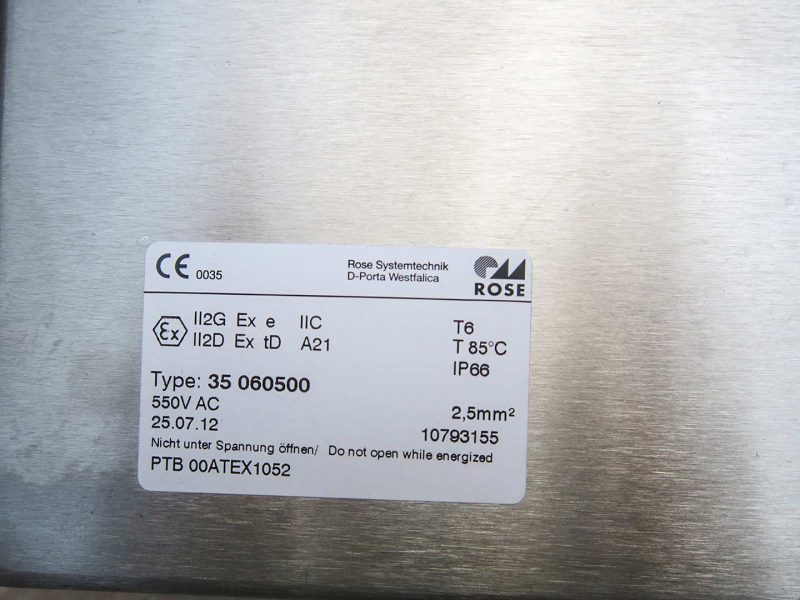 CE 0035
Rose Systemtechnik
D-Porta Westfalica
ROSE
Ex
II2G Ex e IIC T6
II2D Ex tD A21 T 85°C
IP66
Type: 35 060500
550V AC 2,5mm²
25.07.12 10793155
Nicht unter Spannung öffnen/ Do not open while energized
PTB 00ATEX1052